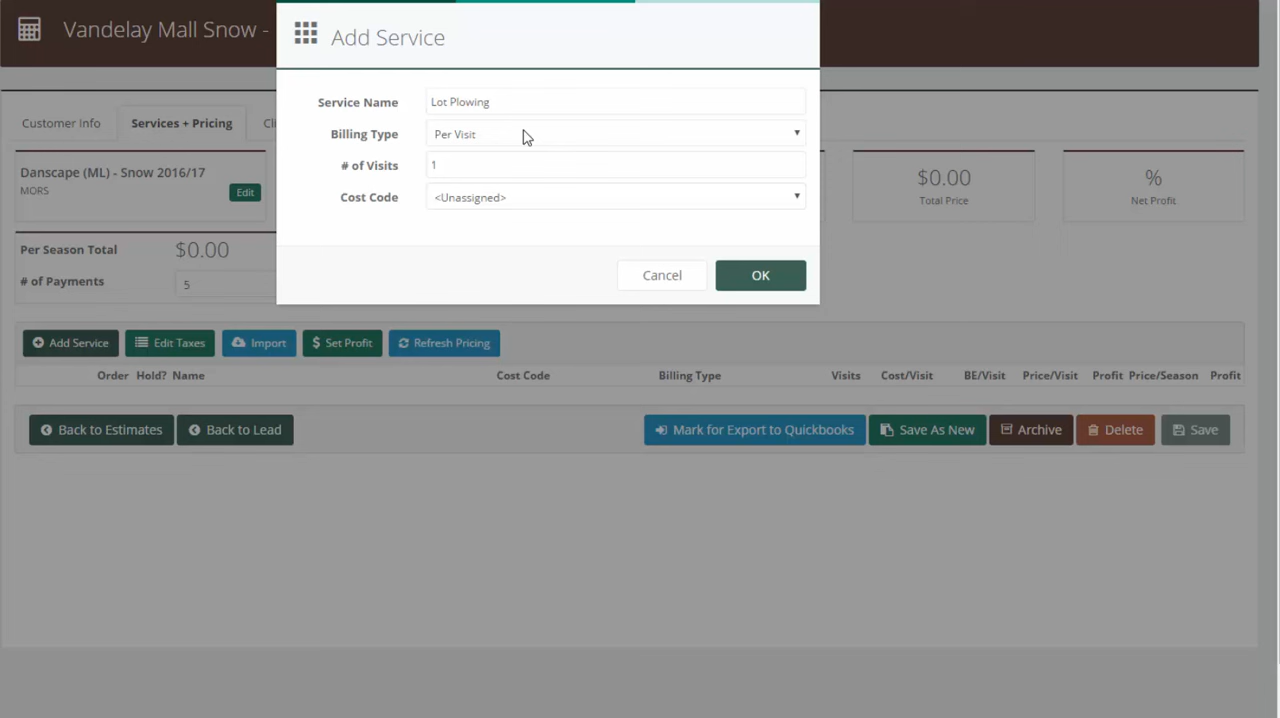 Vandelay Mall Snow -
Add Service
Service Name Lot Plowing
Billing Type Per Visit
# of Visits 1
Cost Code <Unassigned>
Cancel OK
Customer Info Services + Pricing Cli
Danscape (ML) - Snow 2016/17
MORS
Edit
$0.00
Total Price
%
Net Profit
Per Season Total $0.00
# of Payments 5
Add Service Edit Taxes Import $ Set Profit Refresh Pricing
Order Hold? Name Cost Code Billing Type Visits Cost/Visit BE/Visit Price/Visit Profit Price/Season Profit
Back to Estimates Back to Lead Mark for Export to Quickbooks Save As New Archive Delete Save